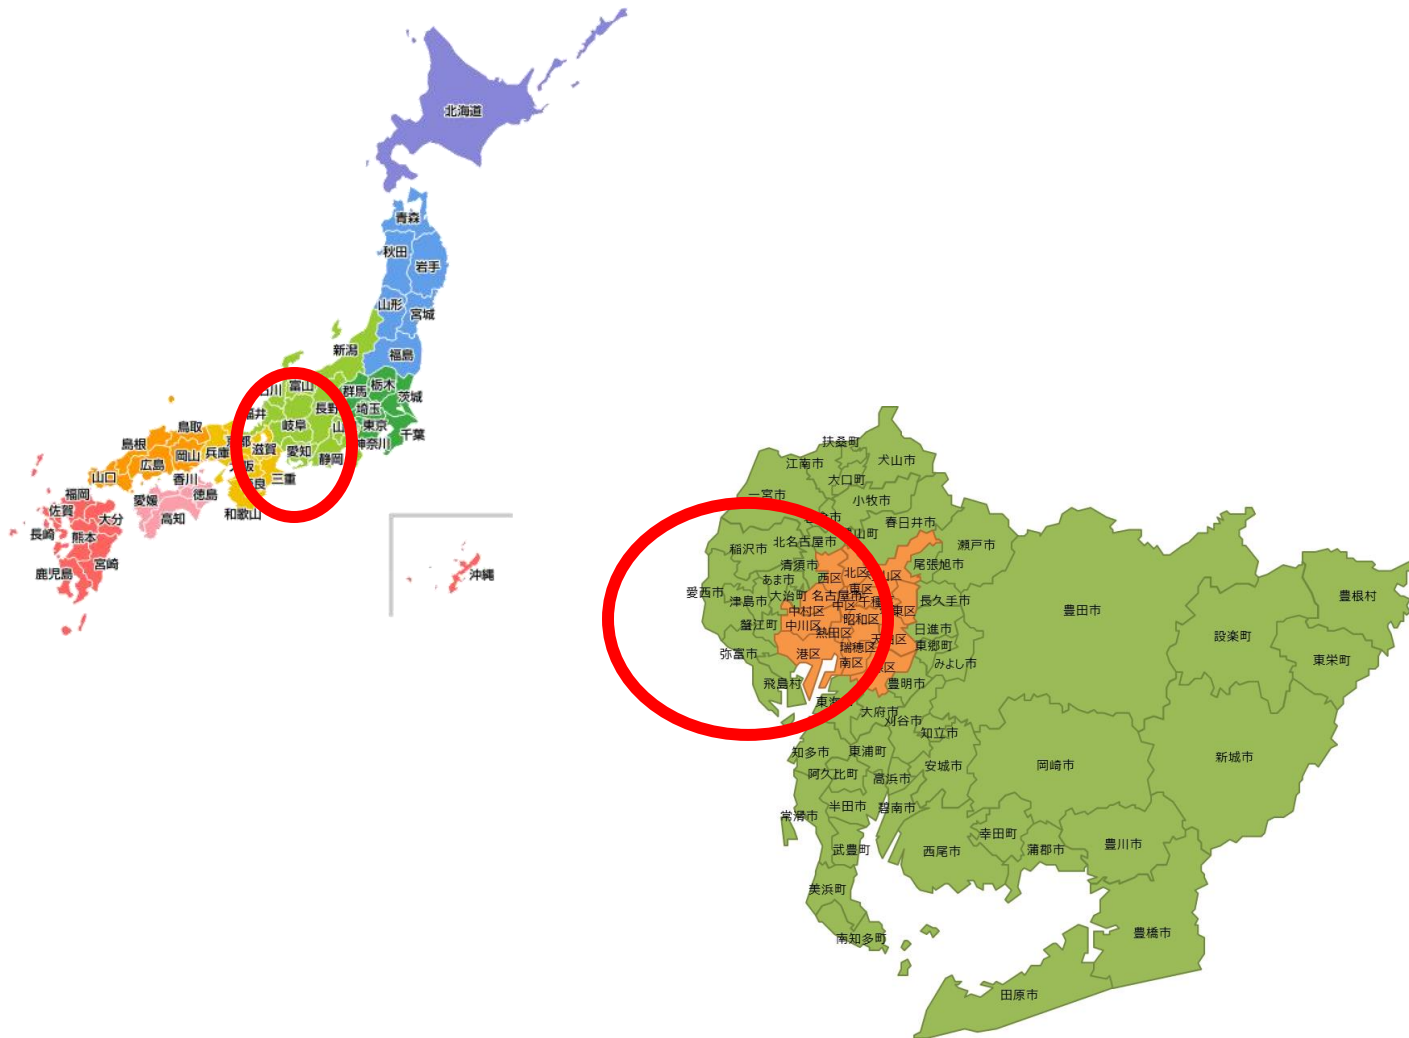 北海道
青森
秋田
岩手
山形
宮城
新潟
福島
富山
群馬
栃木
茨城
長野
埼玉
岐阜
東京
千葉
神奈川
愛知
静岡
滋賀
三重
和歌山
鳥取
兵庫
島根
岡山
広島
山口
香川
徳島
愛媛
高知
福岡
佐賀
大分
長崎
熊本
宮崎
鹿児島
沖縄
扶桑町
江南市
犬山市
大口町
一宮市
小牧市
春日井市
北名古屋市
稲沢市
瀬戸市
清須市
尾張旭市
西区
北区
あま市
愛西市
津島市
大治町
名古屋市
長久手市
中村区
中区
蟹江町
中川区
昭和区
熱田区
日進市
弥富市
港区
瑞穂区
東郷町
南区
みよし市
飛島村
豊明市
豊田市
設楽町
豊根村
東栄町
大府市
刈谷市
知立市
知多市
東浦町
安城市
岡崎市
新城市
阿久比町
高浜市
半田市
碧南市
常滑市
武豊町
西尾市
幸田町
蒲郡市
豊川市
美浜町
南知多町
豊橋市
田原市